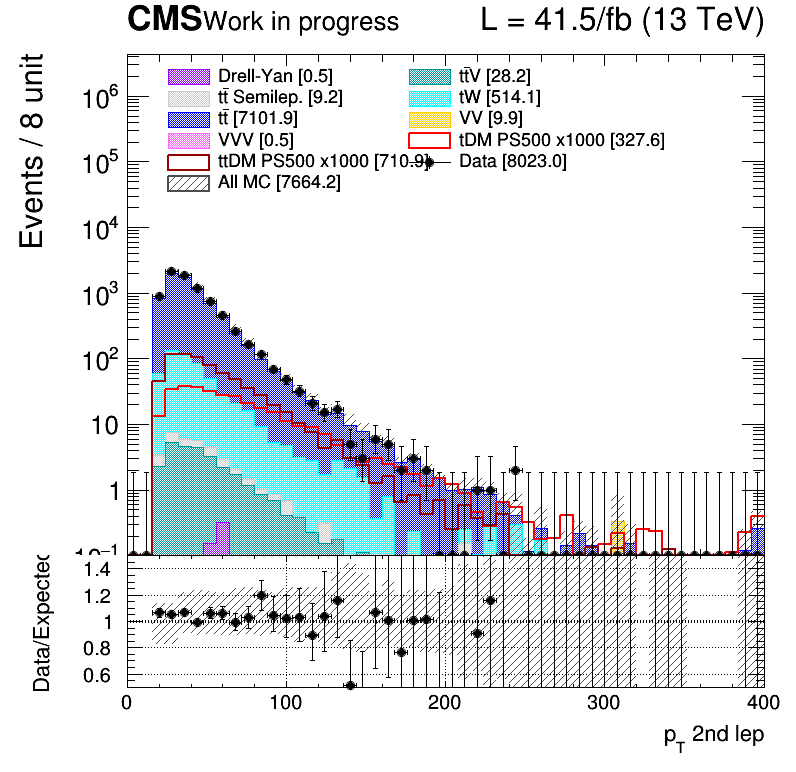 CMS Work in progress L = 41.5/fb (13 TeV)
Drell-Yan [0.5] tt̄V [28.2]
tt̄ Semilep. [9.2] tW [514.1]
tt̄ [7101.9] VV [9.9]
VVV [0.5] tDM PS500 x1000 [327.6]
ttDM PS500 x1000 [710.9] Data [8023.0]
All MC [7664.2]
Events / 8 unit
10⁶
10⁵
10⁴
10³
10²
10
1
10⁻¹
Data/Expected
1.4
1.2
1
0.8
0.6
0 100 200 300 400
p_T 2nd lep